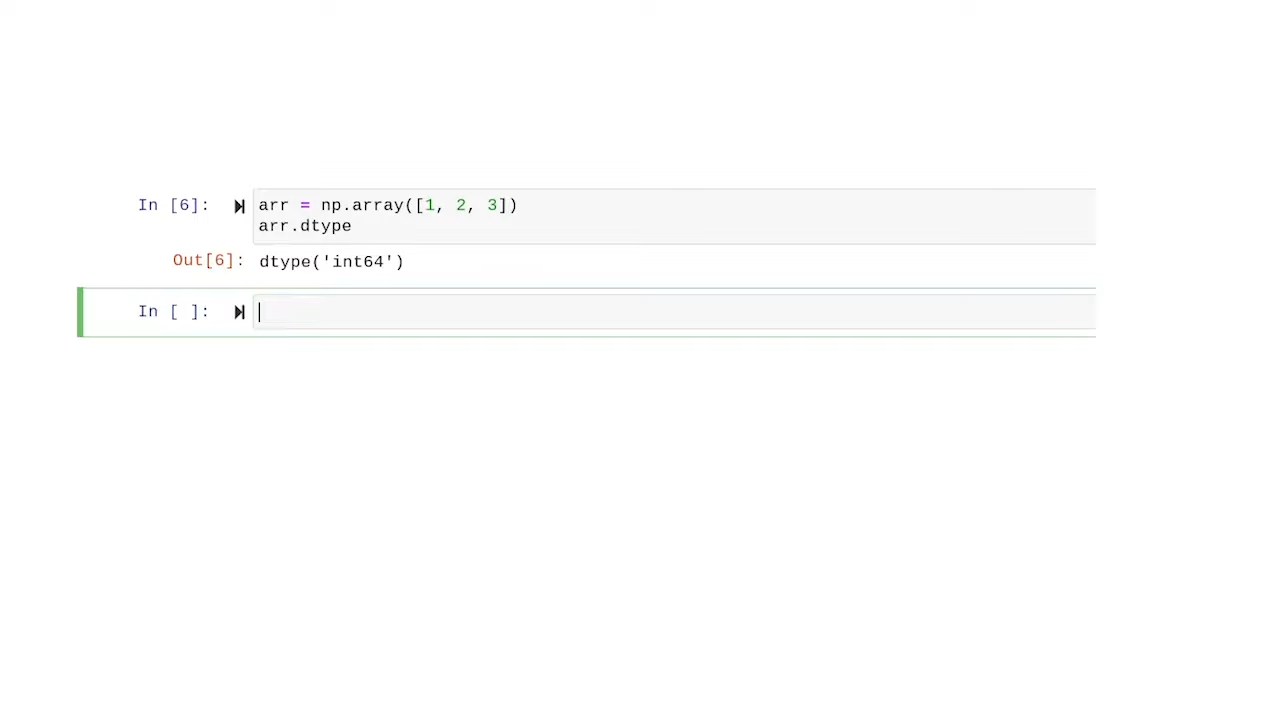 In [6]: arr = np.array([1, 2, 3])
arr.dtype
Out[6]: dtype('int64')
In [ ]: